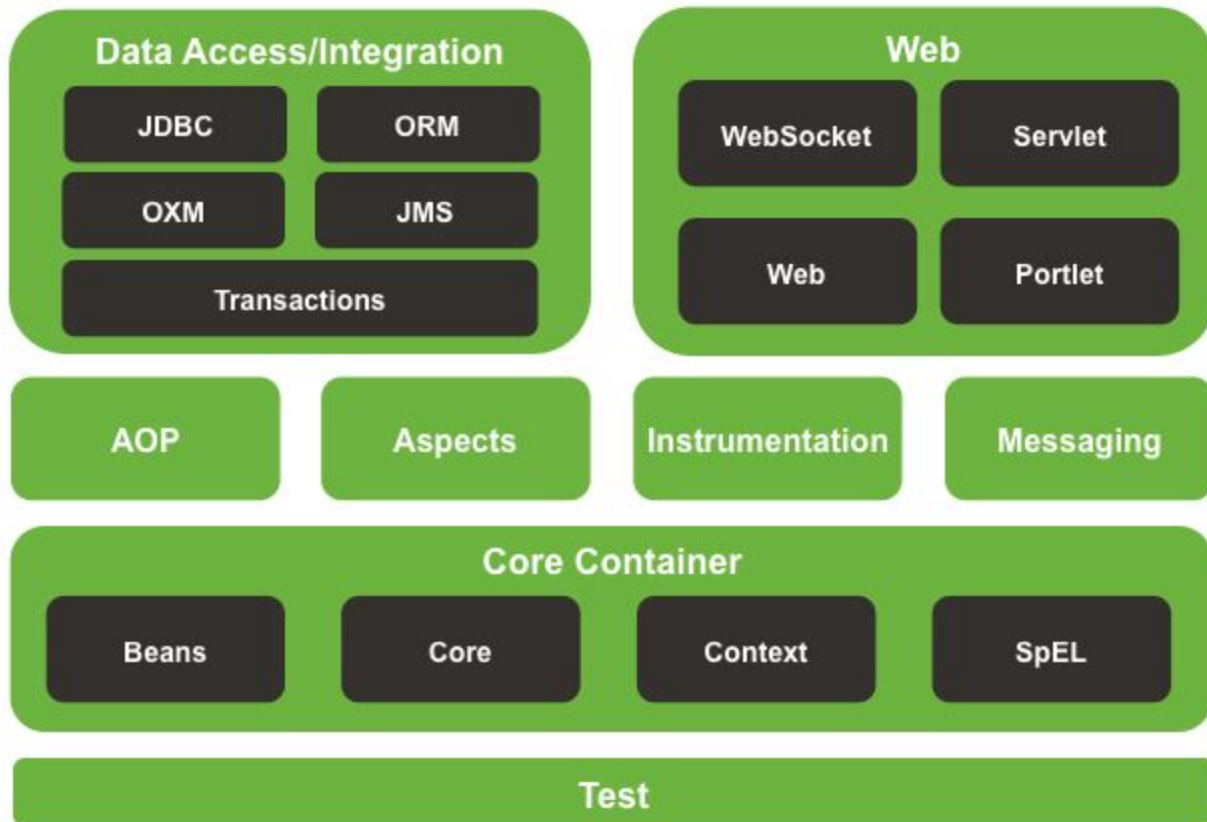 Data Access/Integration
JDBC
ORM
OXM
JMS
Transactions
Web
WebSocket
Servlet
Web
Portlet
AOP
Aspects
Instrumentation
Messaging
Core Container
Beans
Core
Context
SpEL
Test